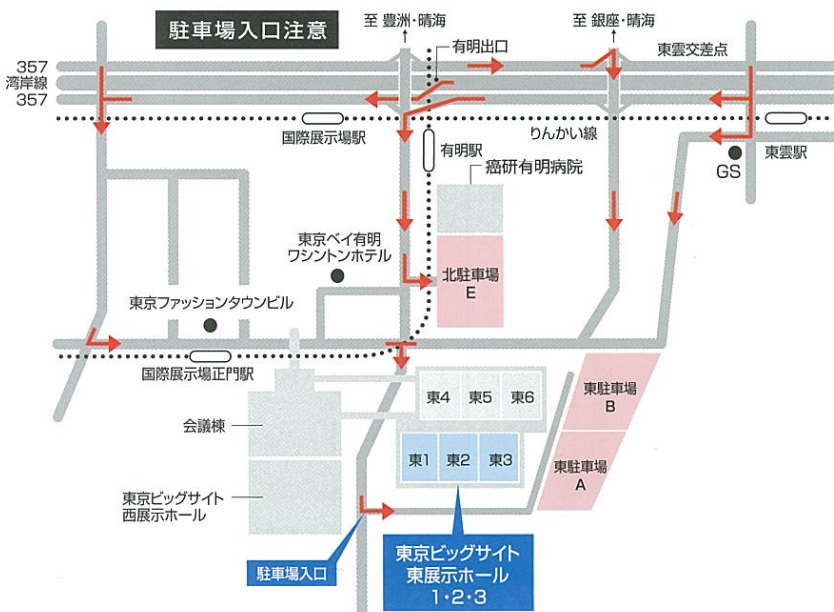 駐車場入口注意
至 豊洲・晴海
至 銀座・晴海
有明出口
東雲交差点
357
湾岸線
357
国際展示場駅
有明駅
りんかい線
東雲駅
GS
癌研有明病院
東京ベイ有明
ワシントンホテル
北駐車場
E
東京ファッションタウンビル
国際展示場正門駅
東4
東5
東6
東駐車場
B
会議棟
東1
東2
東3
東駐車場
A
東京ビッグサイト
西展示ホール
駐車場入口
東京ビッグサイト
東展示ホール
1・2・3